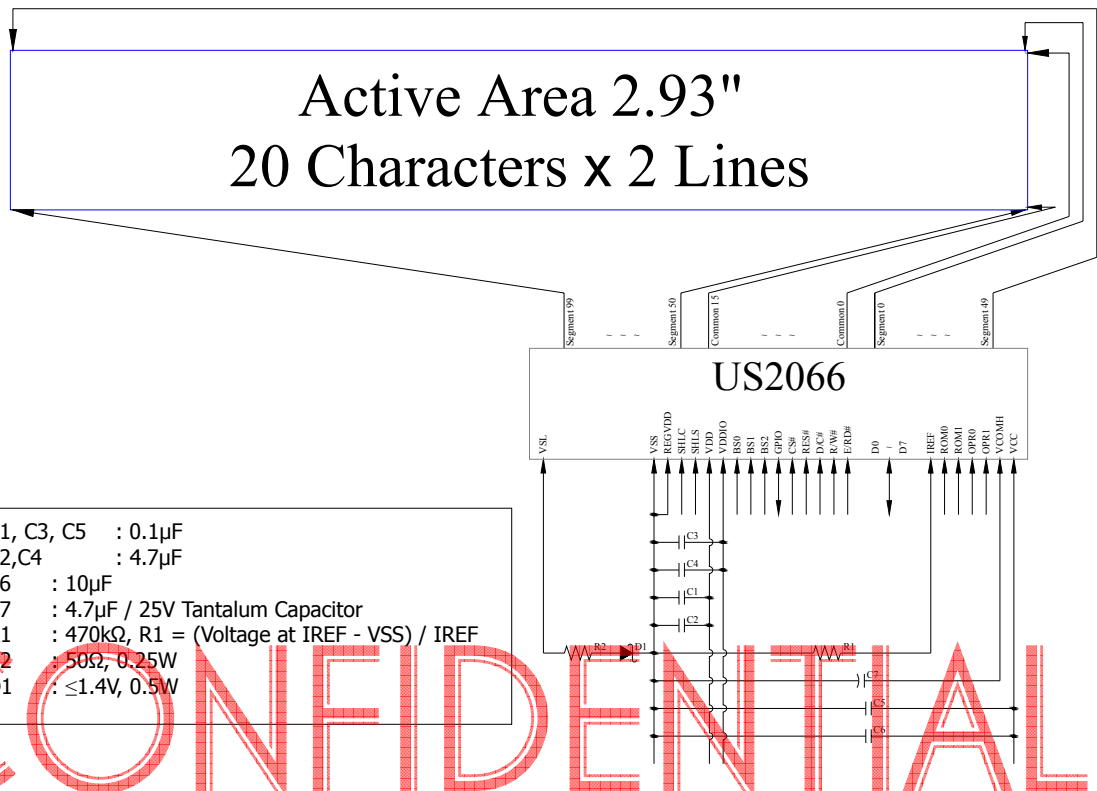 Active Area 2.93"
20 Characters x 2 Lines
Segment 99
~ ~ ~
Segment 50
Common 15
~ ~ ~
Common 0
Segment 0
~ ~ ~
Segment 49
US2066
VSL
VSS
REGVDD
SHLC
SHLS
VDD
VDDIO
BS0
BS1
BS2
GPIO
CS#
RES#
D/C#
R/W#
E/RD#
D0
~
D7
IREF
ROM0
ROM1
OPR0
OPR1
VCOMH
VCC
C3
C4
C1
C2
R2
D1
R1
C7
C5
C6
1, C3, C5 : 0.1µF
2,C4 : 4.7µF
6 : 10µF
7 : 4.7µF / 25V Tantalum Capacitor
1 : 470kΩ, R1 = (Voltage at IREF - VSS) / IREF
2 : 50Ω, 0.25W
1 : ≤1.4V, 0.5W
CONFIDENTIAL